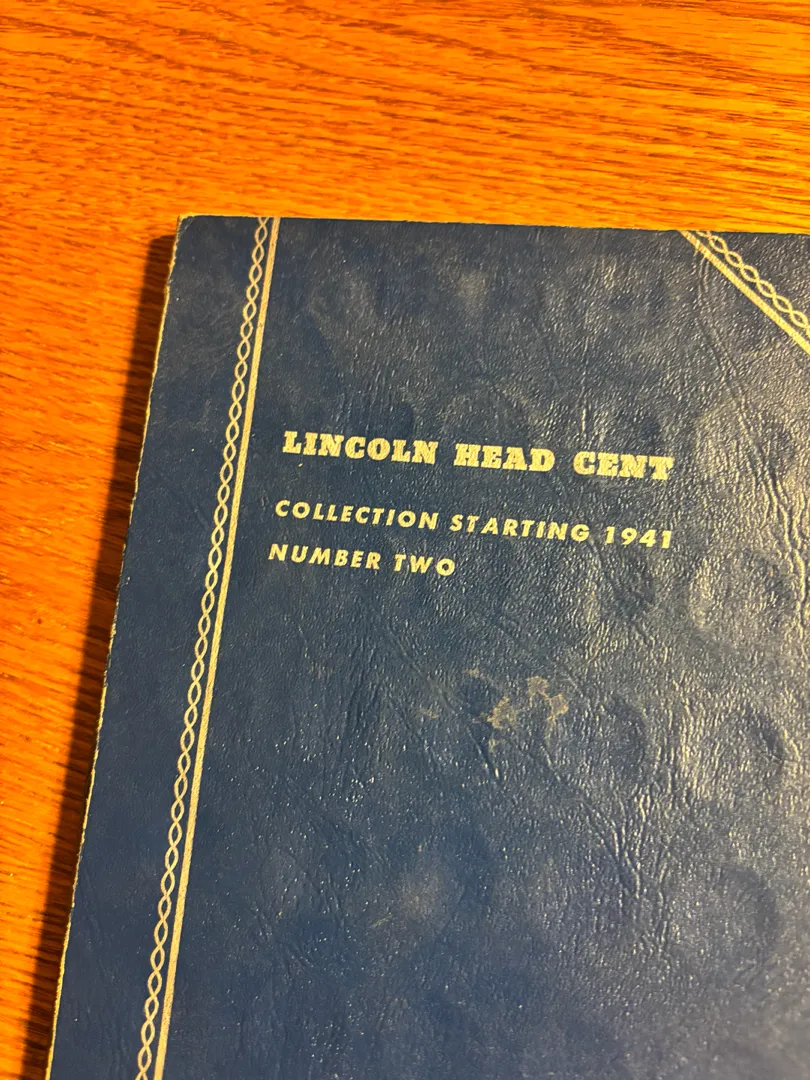 LINCOLN HEAD CENT
COLLECTION STARTING 1941
NUMBER TWO